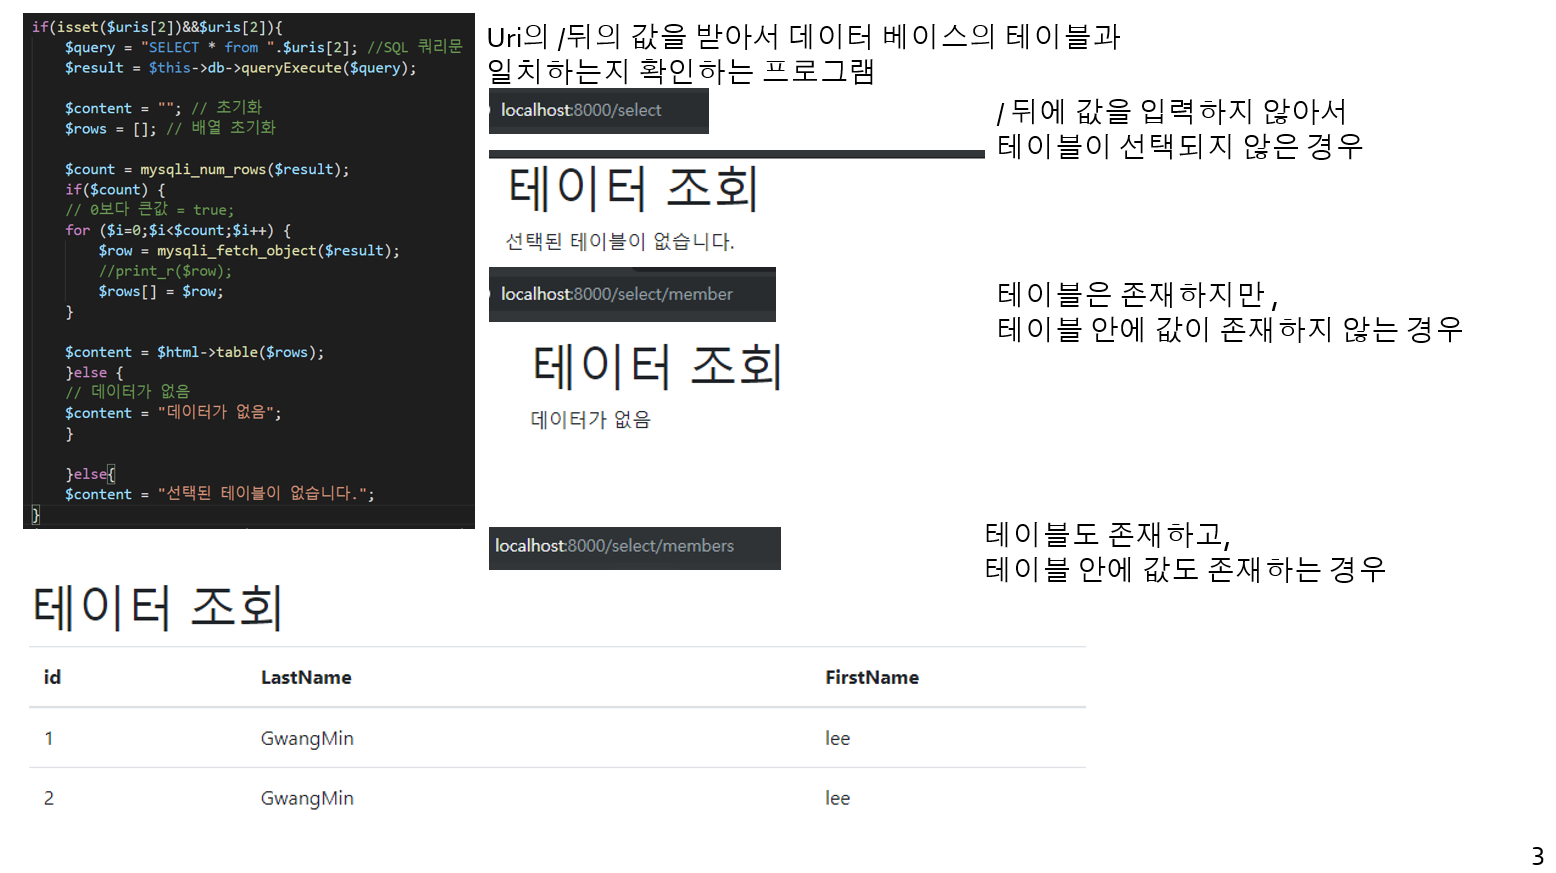 if(isset($uris[2])&&$uris[2]){
$query = "SELECT * from ".$uris[2]; //SQL 쿼리문
$result = $this->db->queryExecute($query);
$content = ""; // 초기화
$rows = []; // 배열 초기화
$count = mysqli_num_rows($result);
if($count) {
// 0보다 큰값 = true;
for ($i=0;$i<$count;$i++) {
$row = mysqli_fetch_object($result);
//print_r($row);
$rows[] = $row;
}
$content = $html->table($rows);
}else {
// 데이터가 없음
$content = "데이터가 없음";
}
}else{
$content = "선택된 테이블이 없습니다.";
}
Uri의 /뒤의 값을 받아서 데이터 베이스의 테이블과
일치하는지 확인하는 프로그램
localhost:8000/select
/ 뒤에 값을 입력하지 않아서
테이블이 선택되지 않은 경우
테이터 조회
선택된 테이블이 없습니다.
localhost:8000/select/member
테이블은 존재하지만 ,
테이블 안에 값이 존재하지 않는 경우
테이터 조회
데이터가 없음
localhost:8000/select/members
테이블도 존재하고,
테이블 안에 값도 존재하는 경우
테이터 조회
id LastName FirstName
1 GwangMin lee
2 GwangMin lee
3